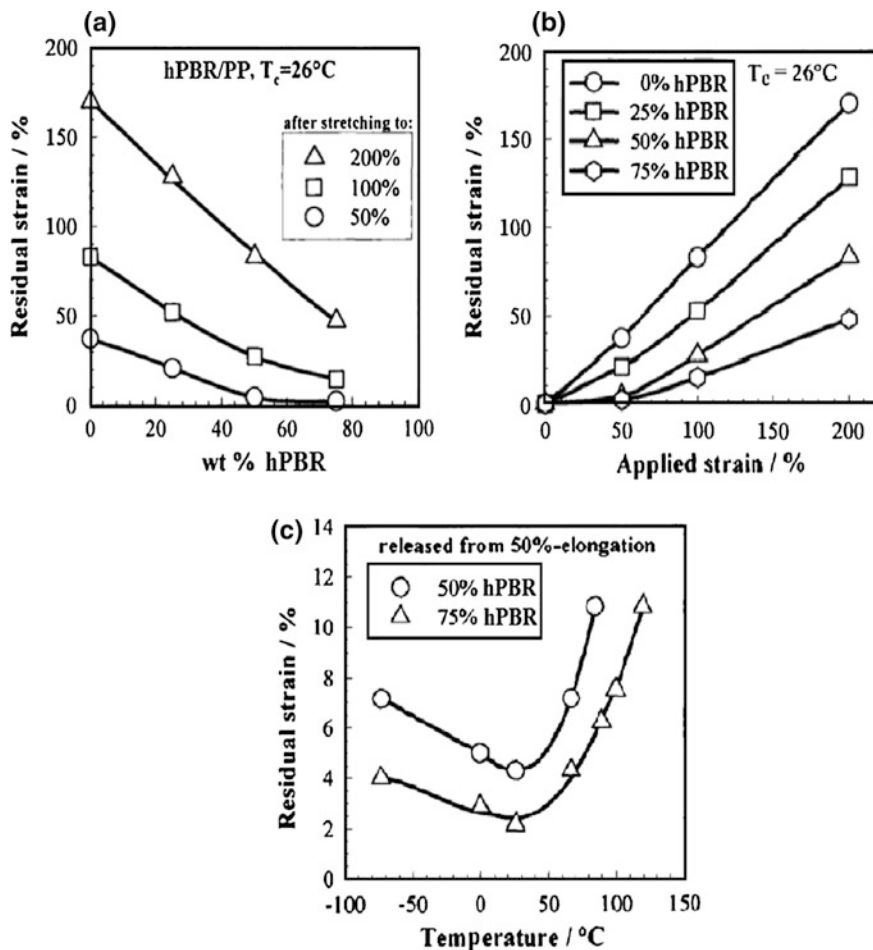 (a)
hPBR/PP, Tc=26°C
after stretching to:
200%
100%
50%
Residual strain / %
200
150
100
50
0
0 20 40 60 80 100
wt % hPBR
(b)
0% hPBR
25% hPBR
50% hPBR
75% hPBR
Tc = 26°C
Residual strain / %
200
150
100
50
0
0 50 100 150 200
Applied strain / %
(c)
released from 50%-elongation
50% hPBR
75% hPBR
Residual strain / %
14
12
10
8
6
4
2
0
-100 -50 0 50 100 150
Temperature / °C